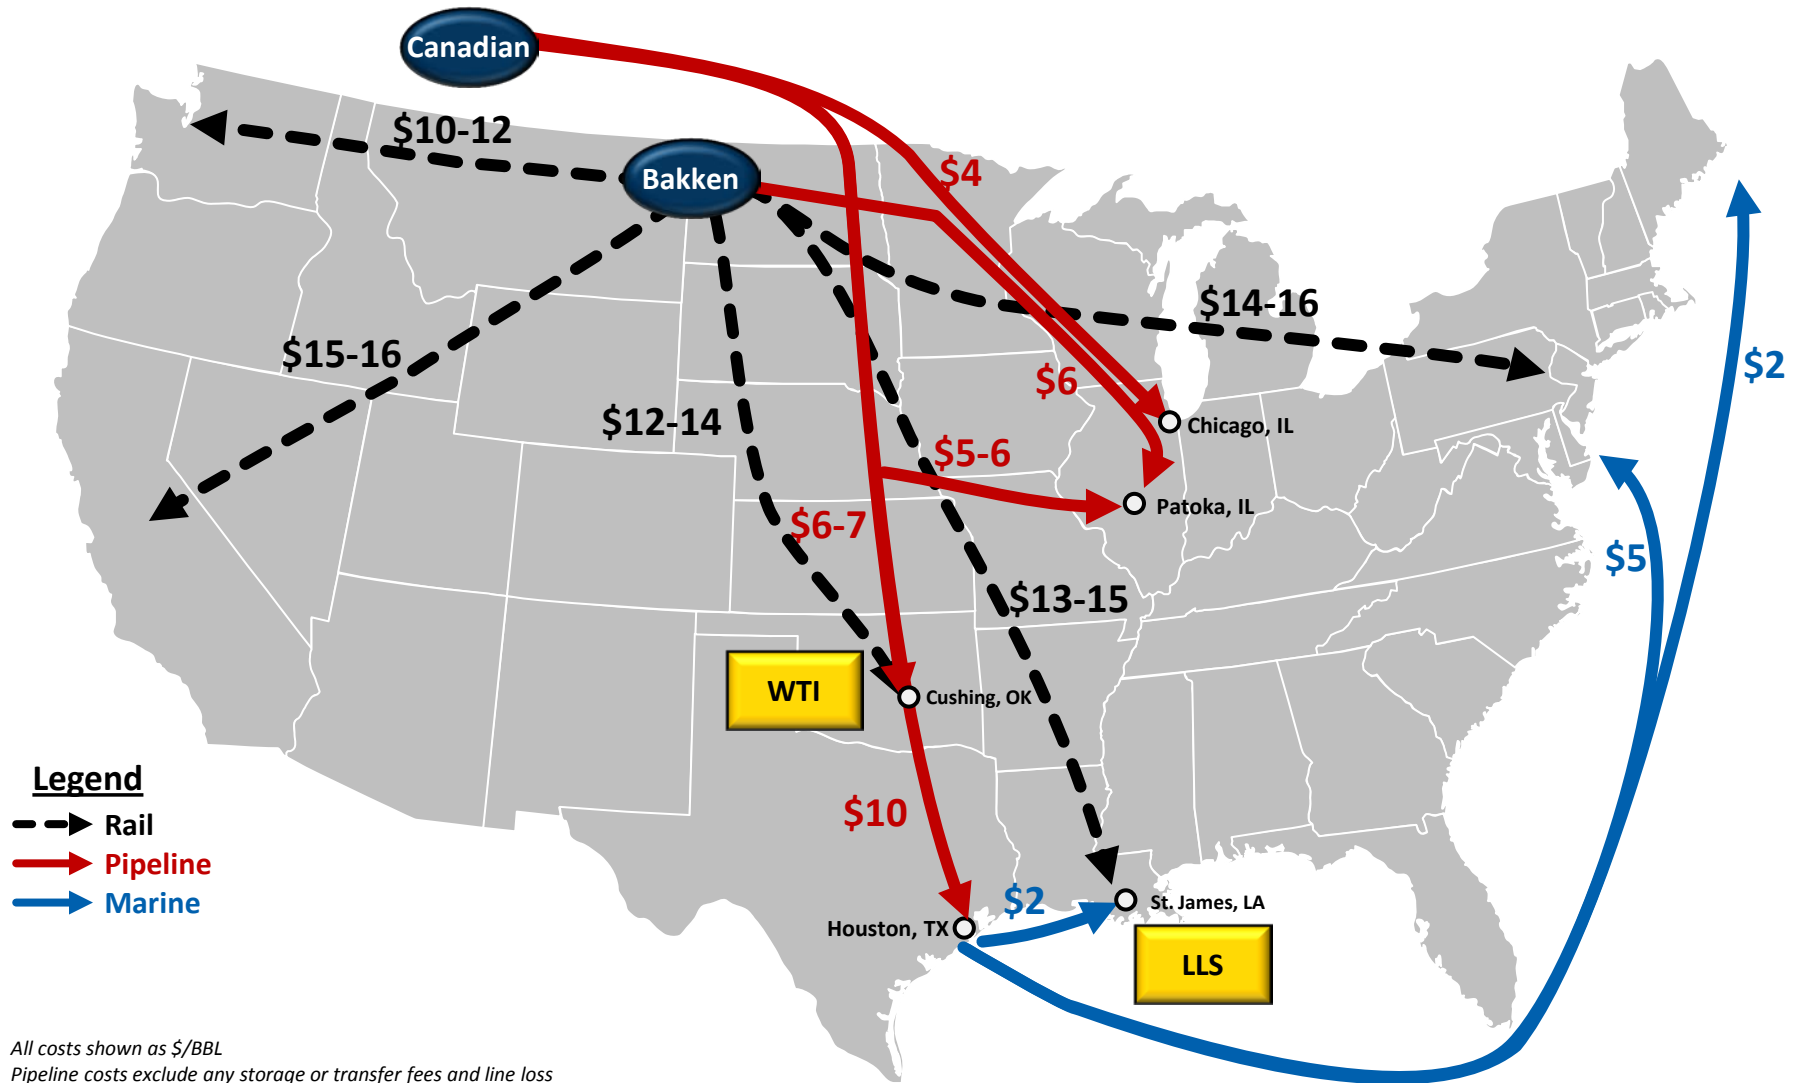 Canadian
$10-12
Bakken
$4
$14-16
$15-16
$2
$6
$12-14
Chicago, IL
$5-6
Patoka, IL
$6-7
$5
$13-15
WTI
Cushing, OK
Legend
Rail
Pipeline
Marine
$10
$2
St. James, LA
Houston, TX
LLS
All costs shown as $/BBL
Pipeline costs exclude any storage or transfer fees and line loss